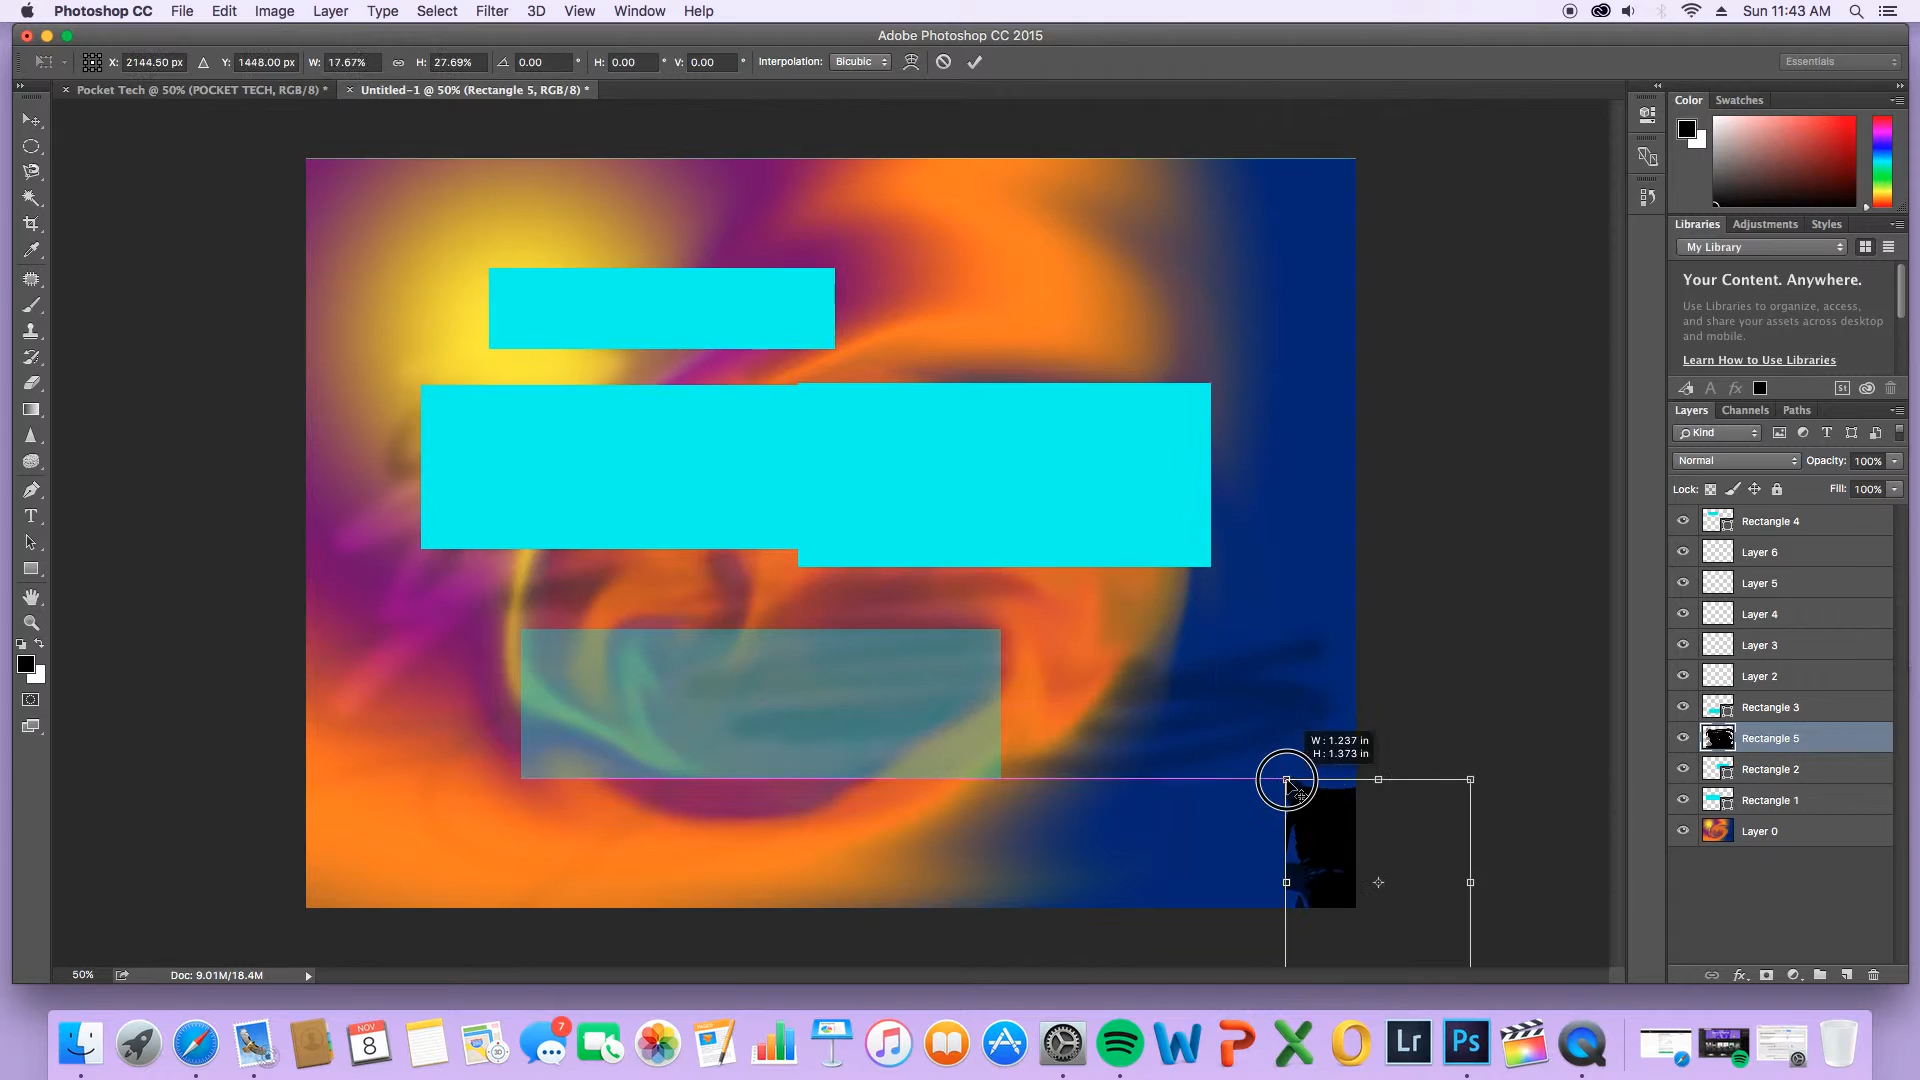 Photoshop CC File Edit Image Layer Type Select Filter 3D View Window Help Sun 11:43 AM
Adobe Photoshop CC 2015
X: 2144.50 px Y: 1448.00 px W: 17.67% H: 27.69% 0.00 ° H: 0.00 ° V: 0.00 ° Interpolation: Bicubic Essentials
Pocket Tech @ 50% (POCKET TECH, RGB/8) * Untitled-1 @ 50% (Rectangle 5, RGB/8) *
Color Swatches
Libraries Adjustments Styles
My Library
Your Content. Anywhere.
Use Libraries to organize, access,
and share your assets across desktop
and mobile.
Learn How to Use Libraries
A fx St
Layers Channels Paths
Kind T
Normal Opacity: 100%
Lock: Fill: 100%
Rectangle 4
Layer 6
Layer 5
Layer 4
Layer 3
Layer 2
Rectangle 3
Rectangle 5
Rectangle 2
Rectangle 1
Layer 0
W: 1.237 in
H: 1.373 in
50% Doc: 9.01M/18.4M fx
NOV
8
7
Lr Ps